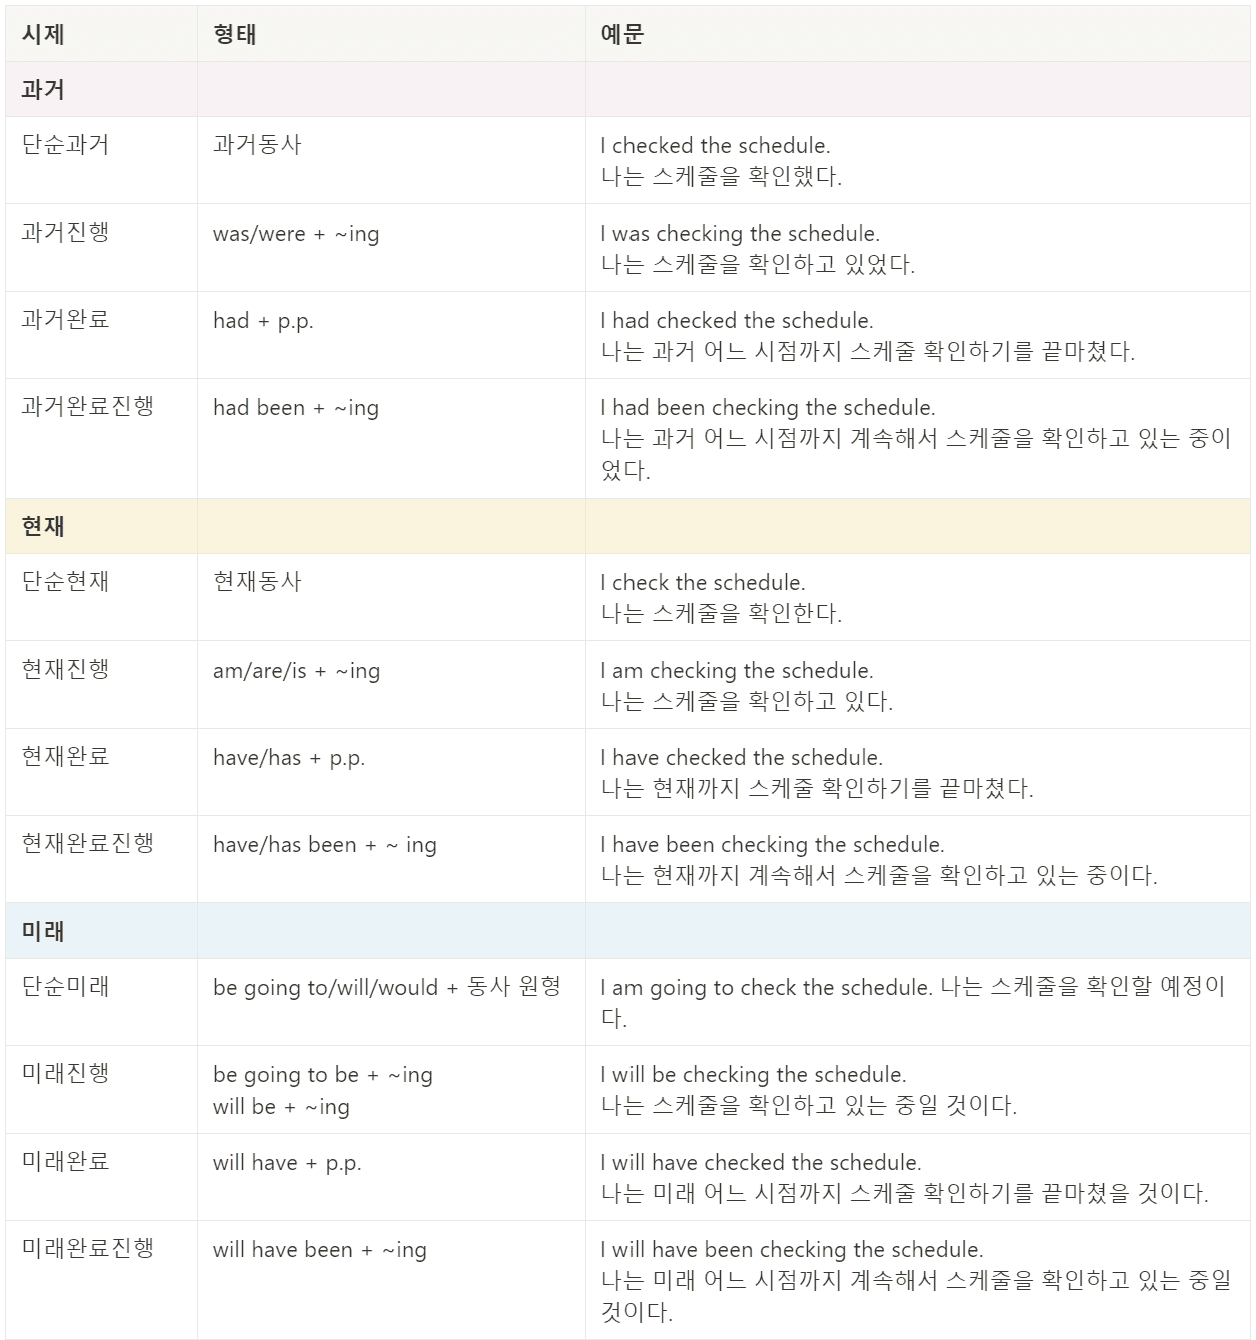 시제 형태 예문
과거
단순과거 과거동사 I checked the schedule.
나는 스케줄을 확인했다.
과거진행 was/were + ~ing I was checking the schedule.
나는 스케줄을 확인하고 있었다.
과거완료 had + p.p. I had checked the schedule.
나는 과거 어느 시점까지 스케줄 확인하기를 끝마쳤다.
과거완료진행 had been + ~ing I had been checking the schedule.
나는 과거 어느 시점까지 계속해서 스케줄을 확인하고 있는 중이
었다.
현재
단순현재 현재동사 I check the schedule.
나는 스케줄을 확인한다.
현재진행 am/are/is + ~ing I am checking the schedule.
나는 스케줄을 확인하고 있다.
현재완료 have/has + p.p. I have checked the schedule.
나는 현재까지 스케줄 확인하기를 끝마쳤다.
현재완료진행 have/has been + ~ ing I have been checking the schedule.
나는 현재까지 계속해서 스케줄을 확인하고 있는 중이다.
미래
단순미래 be going to/will/would + 동사 원형 I am going to check the schedule. 나는 스케줄을 확인할 예정이
다.
미래진행 be going to be + ~ing I will be checking the schedule.
will be + ~ing 나는 스케줄을 확인하고 있는 중일 것이다.
미래완료 will have + p.p. I will have checked the schedule.
나는 미래 어느 시점까지 스케줄 확인하기를 끝마쳤을 것이다.
미래완료진행 will have been + ~ing I will have been checking the schedule.
나는 미래 어느 시점까지 계속해서 스케줄을 확인하고 있는 중일
것이다.